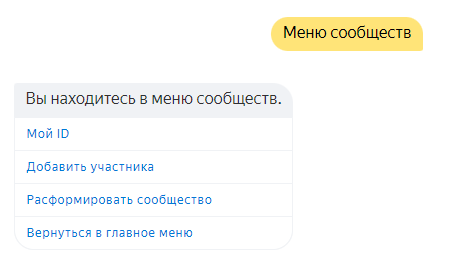 Меню сообществ
Вы находитесь в меню сообществ.
Мой ID
Добавить участника
Расформировать сообщество
Вернуться в главное меню